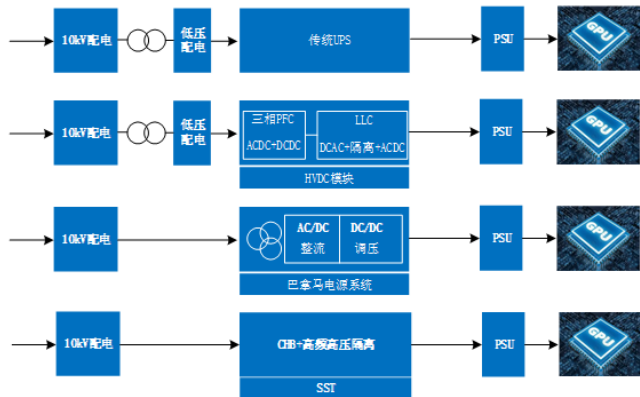 10kV配电
低压
配电
传统UPS
PSU
GPU
10kV配电
低压
配电
三相PFC
ACDC+DCDC
LLC
DCAC+隔离+ACDC
HVDC模块
PSU
GPU
10kV配电
AC/DC
整流
DC/DC
调压
巴拿马电源系统
PSU
GPU
10kV配电
CHB+高频高压隔离
SST
PSU
GPU